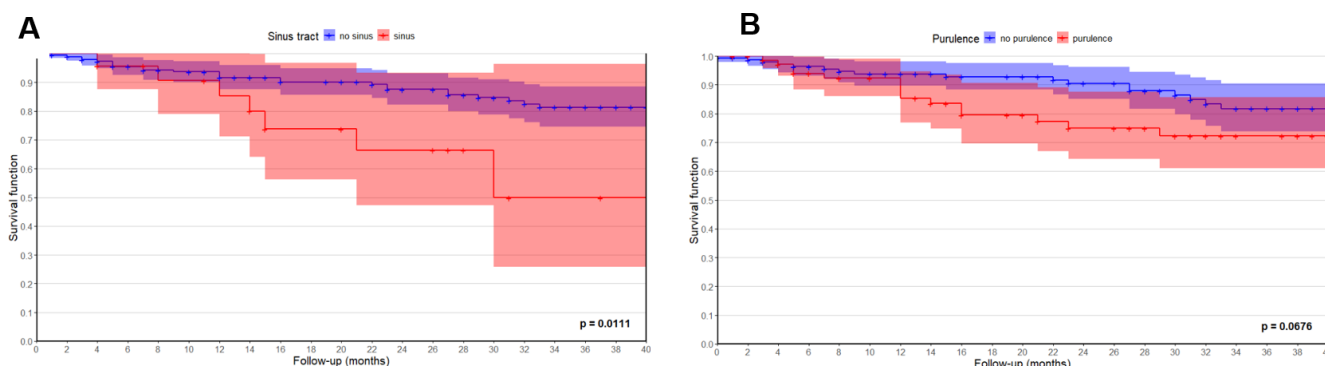 A
Sinus tract no sinus sinus
Survival function
0.9
0.8
0.7
0.6
0.5
0.4
0.3
0.2
0.1
0.0
p = 0.0111
0 2 4 6 8 10 12 14 16 18 20 22 24 26 28 30 32 34 36 38 40
Follow-up (months)
B
Purulence no purulence purulence
Survival function
1.0
0.9
0.8
0.7
0.6
0.5
0.4
0.3
0.2
0.1
0.0
p = 0.0676
0 2 4 6 8 10 12 14 16 18 20 22 24 26 28 30 32 34 36 38 4
Follow-up (months)